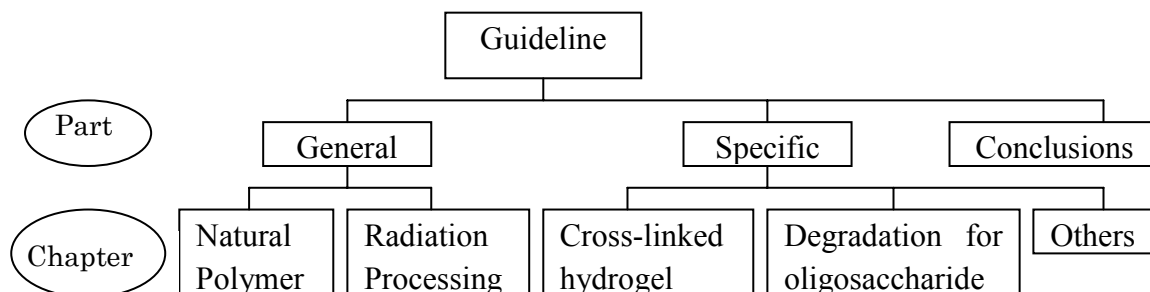 Guideline
Part
General
Specific
Conclusions
Chapter
Natural
Polymer
Radiation
Processing
Cross-linked
hydrogel
Degradation for
oligosaccharide
Others